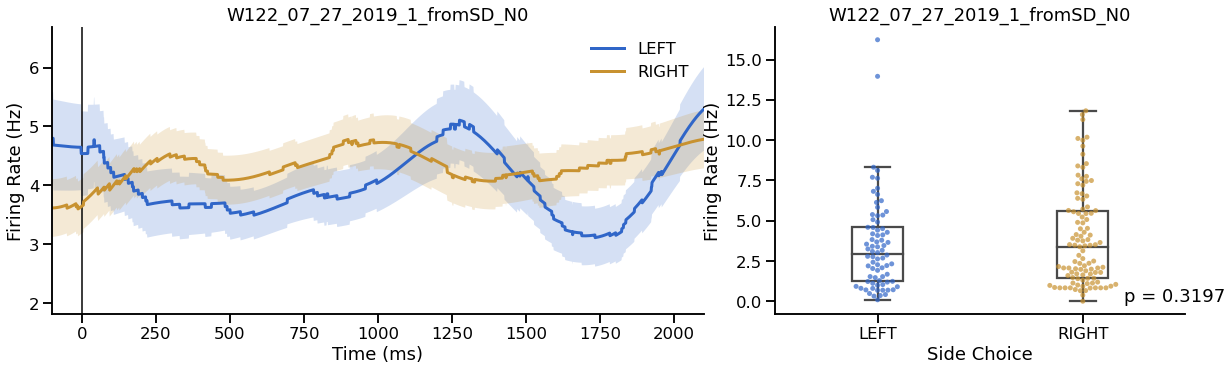 W122_07_27_2019_1_fromSD_N0
Firing Rate (Hz)
6
5
4
3
2
LEFT
RIGHT
0
250
500
750
1000
1250
1500
1750
2000
Time (ms)
W122_07_27_2019_1_fromSD_N0
Firing Rate (Hz)
15.0
12.5
10.0
7.5
5.0
2.5
0.0
p = 0.3197
LEFT
RIGHT
Side Choice